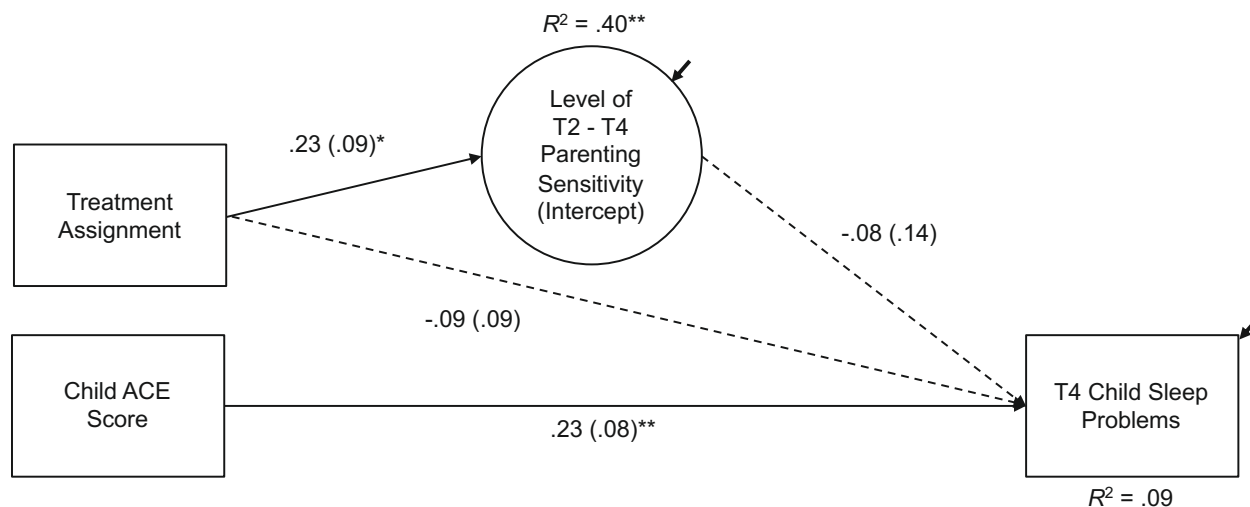 R² = .40**
Level of
T2 - T4
Parenting
Sensitivity
(Intercept)
.23 (.09)*
Treatment
Assignment
-.08 (.14)
-.09 (.09)
Child ACE
Score
.23 (.08)**
T4 Child Sleep
Problems
R² = .09